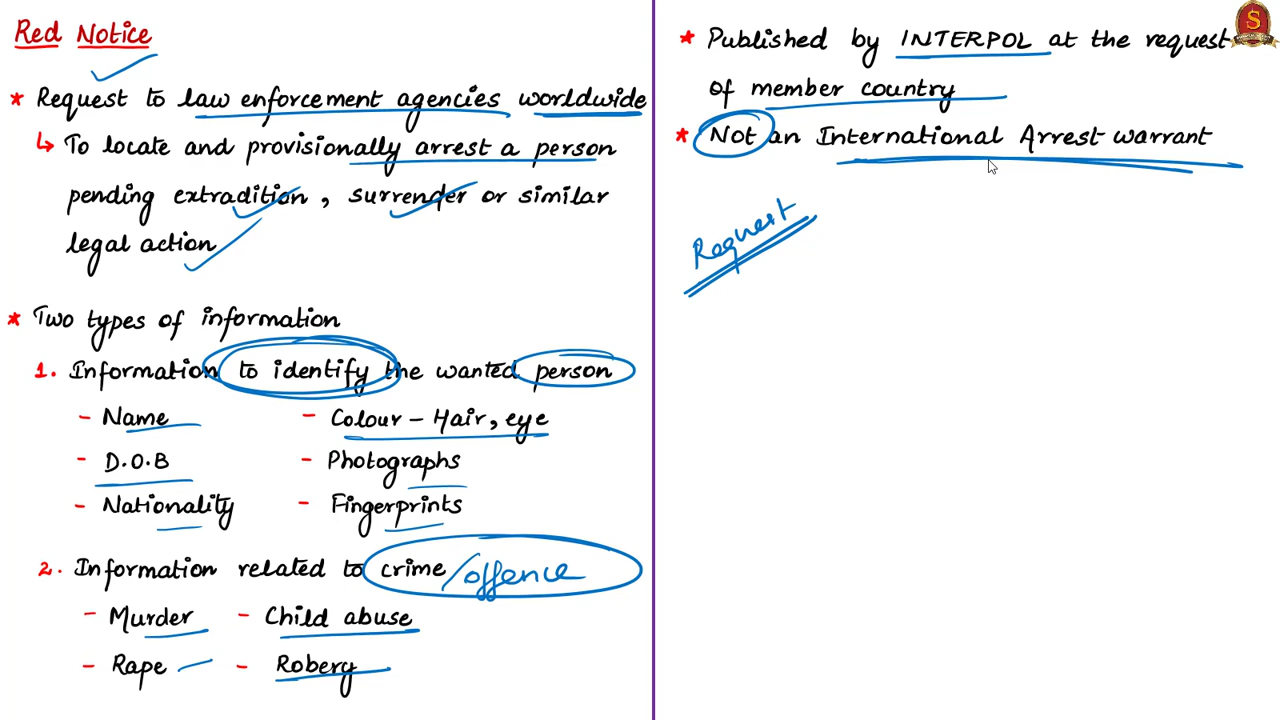 Red Notice
* Request to law enforcement agencies worldwide
↳ To locate and provisionally arrest a person
pending extradition, surrender or similar
legal action
* Two types of information
1. Information to identify the wanted person
- Name
- D.O.B
- Nationality
- Colour - Hair, eye
- Photographs
- Fingerprints
2. Information related to crime /offence
- Murder
- Rape
- Child abuse
- Robery
* Published by INTERPOL at the request
of member country
* Not an International Arrest warrant
Request
S